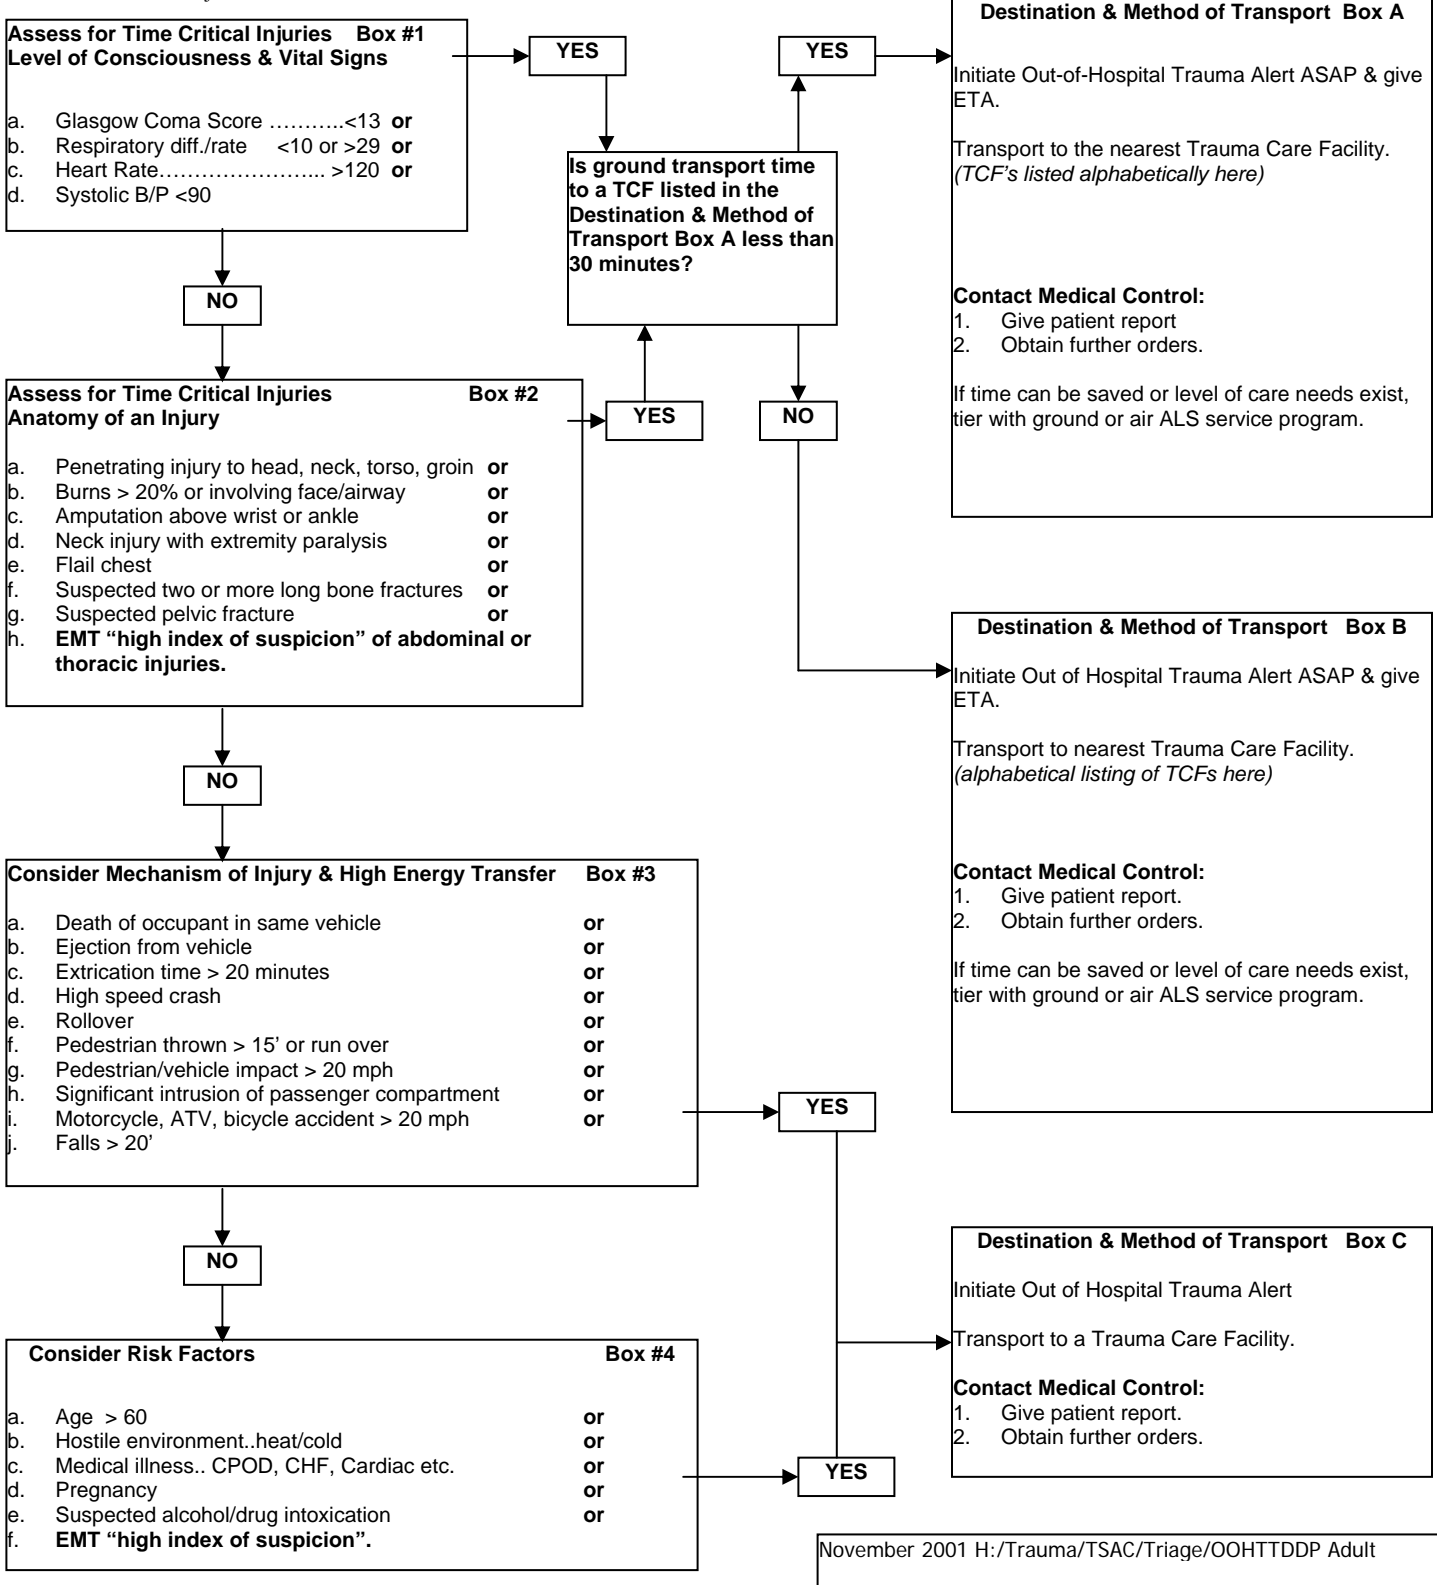 Assess for Time Critical Injuries Box #1
Level of Consciousness & Vital Signs
a. Glasgow Coma Score ………..<13 or
b. Respiratory diff./rate <10 or >29 or
c. Heart Rate………………….. >120 or
d. Systolic B/P <90
YES
NO
Is ground transport time
to a TCF listed in the
Destination & Method of
Transport Box A less than
30 minutes?
YES
NO
Assess for Time Critical Injuries Box #2
Anatomy of an Injury
a. Penetrating injury to head, neck, torso, groin or
b. Burns > 20% or involving face/airway or
c. Amputation above wrist or ankle or
d. Neck injury with extremity paralysis or
e. Flail chest or
f. Suspected two or more long bone fractures or
g. Suspected pelvic fracture or
h. EMT “high index of suspicion” of abdominal or
thoracic injuries.
YES
NO
Consider Mechanism of Injury & High Energy Transfer Box #3
a. Death of occupant in same vehicle or
b. Ejection from vehicle or
c. Extrication time > 20 minutes or
d. High speed crash or
e. Rollover or
f. Pedestrian thrown > 15’ or run over or
g. Pedestrian/vehicle impact > 20 mph or
h. Significant intrusion of passenger compartment or
i. Motorcycle, ATV, bicycle accident > 20 mph or
j. Falls > 20’
YES
NO
Consider Risk Factors Box #4
a. Age > 60 or
b. Hostile environment..heat/cold or
c. Medical illness.. CPOD, CHF, Cardiac etc. or
d. Pregnancy or
e. Suspected alcohol/drug intoxication or
f. EMT “high index of suspicion”.
YES
Destination & Method of Transport Box A
Initiate Out-of-Hospital Trauma Alert ASAP & give
ETA.
Transport to the nearest Trauma Care Facility.
(TCF’s listed alphabetically here)
Contact Medical Control:
1. Give patient report
2. Obtain further orders.
If time can be saved or level of care needs exist,
tier with ground or air ALS service program.
Destination & Method of Transport Box B
Initiate Out of Hospital Trauma Alert ASAP & give
ETA.
Transport to nearest Trauma Care Facility.
(alphabetical listing of TCFs here)
Contact Medical Control:
1. Give patient report.
2. Obtain further orders.
If time can be saved or level of care needs exist,
tier with ground or air ALS service program.
Destination & Method of Transport Box C
Initiate Out of Hospital Trauma Alert
Transport to a Trauma Care Facility.
Contact Medical Control:
1. Give patient report.
2. Obtain further orders.
November 2001 H:/Trauma/TSAC/Triage/OOHTTDDP Adult